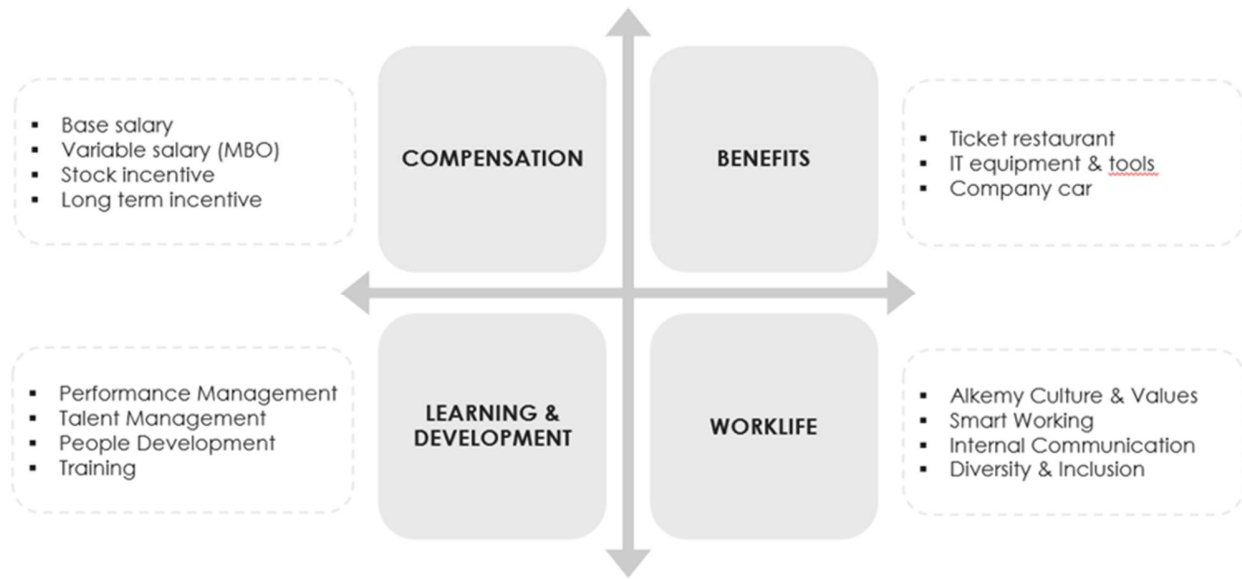 ▪ Base salary
▪ Variable salary (MBO)
▪ Stock incentive
▪ Long term incentive
COMPENSATION
BENEFITS
▪ Ticket restaurant
▪ IT equipment & tools
▪ Company car
▪ Performance Management
▪ Talent Management
▪ People Development
▪ Training
LEARNING &
DEVELOPMENT
WORKLIFE
▪ Alkemy Culture & Values
▪ Smart Working
▪ Internal Communication
▪ Diversity & Inclusion